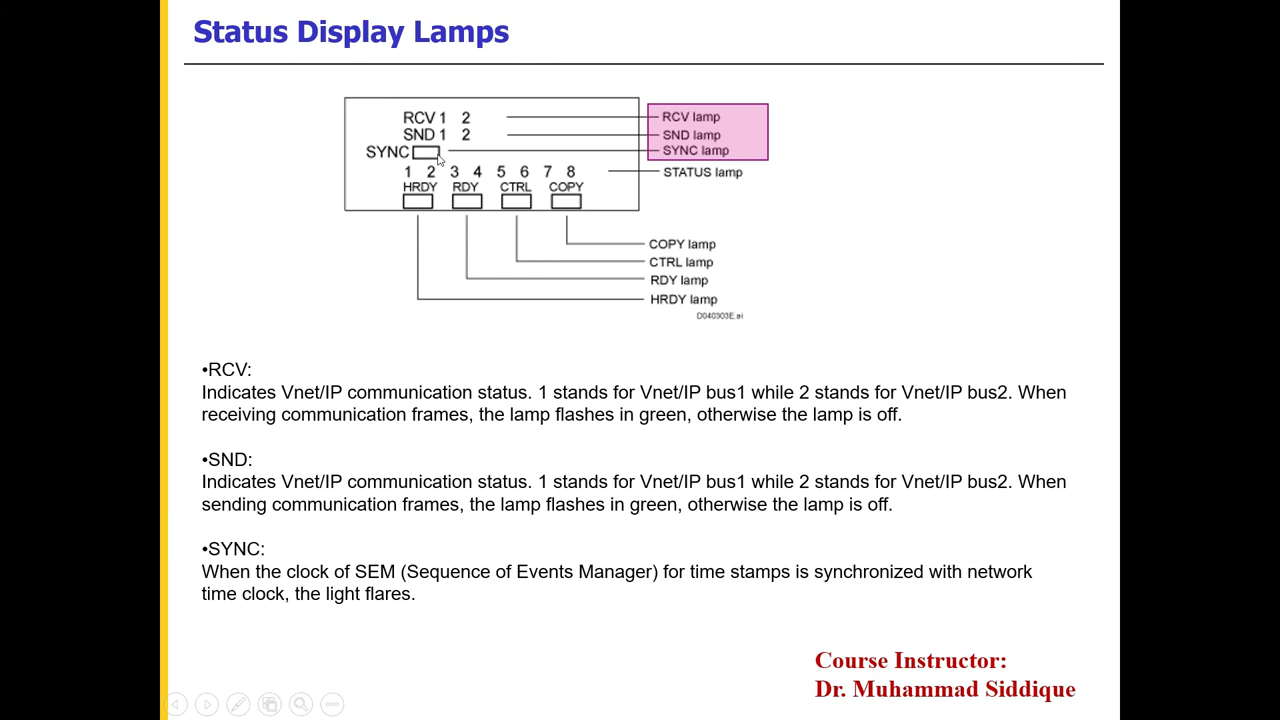 Status Display Lamps
RCV 1 2
RCV lamp
SND 1 2
SND lamp
SYNC
SYNC lamp
1 2 3 4 5 6 7 8
STATUS lamp
HRDY RDY CTRL COPY
COPY lamp
CTRL lamp
RDY lamp
HRDY lamp
D040303E.ai
•RCV:
Indicates Vnet/IP communication status. 1 stands for Vnet/IP bus1 while 2 stands for Vnet/IP bus2. When
receiving communication frames, the lamp flashes in green, otherwise the lamp is off.
•SND:
Indicates Vnet/IP communication status. 1 stands for Vnet/IP bus1 while 2 stands for Vnet/IP bus2. When
sending communication frames, the lamp flashes in green, otherwise the lamp is off.
•SYNC:
When the clock of SEM (Sequence of Events Manager) for time stamps is synchronized with network
time clock, the light flares.
Course Instructor:
Dr. Muhammad Siddique